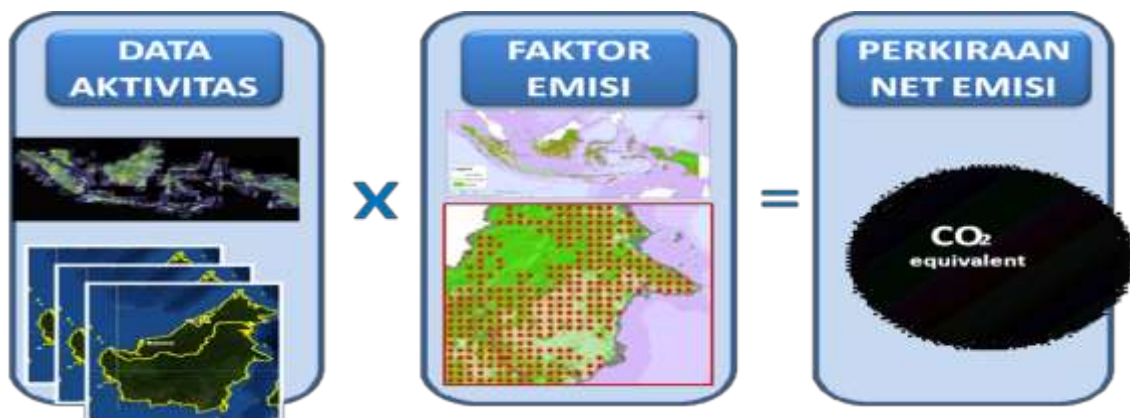 DATA
AKTIVITAS
x
FAKTOR
EMISI
=
PERKIRAAN
NET EMISI
CO₂
equivalent